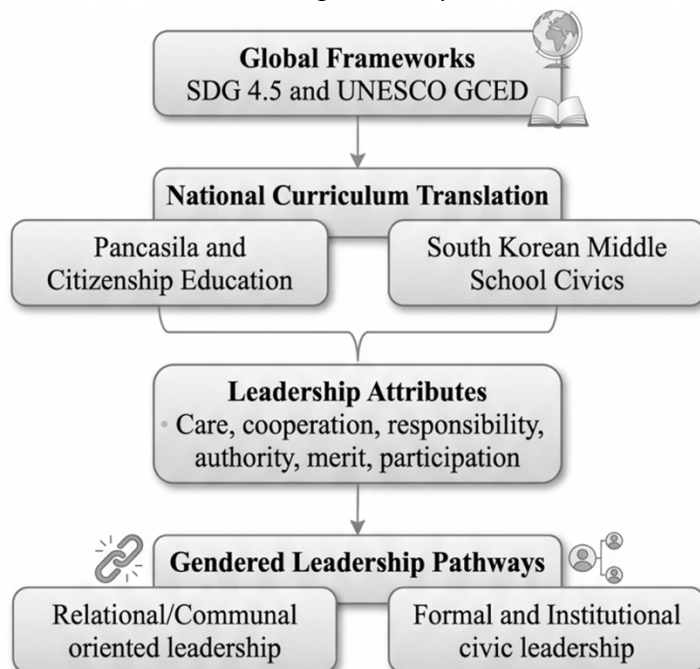 Global Frameworks
SDG 4.5 and UNESCO GCED
National Curriculum Translation
Pancasila and
Citizenship Education
South Korean Middle
School Civics
Leadership Attributes
Care, cooperation, responsibility,
authority, merit, participation
Gendered Leadership Pathways
Relational/Communal
oriented leadership
Formal and Institutional
civic leadership